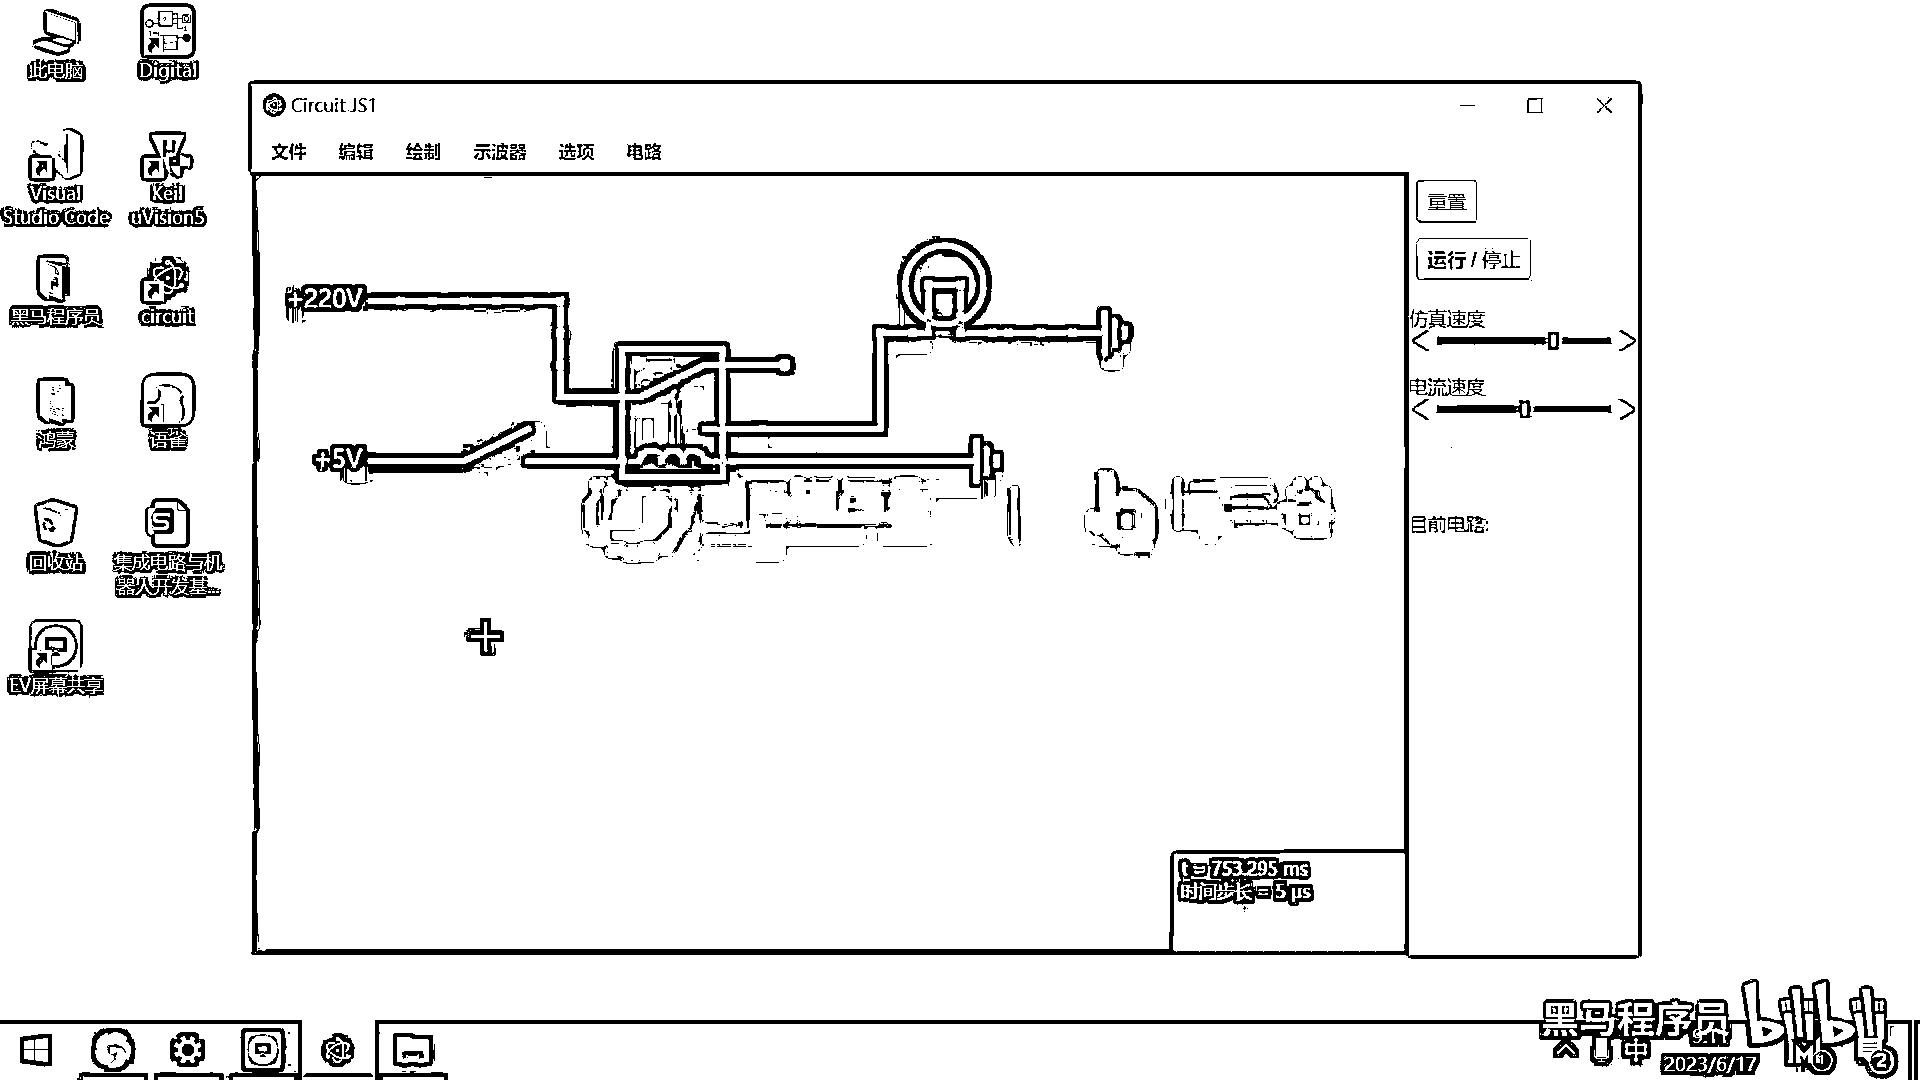 此电脑
Digital
Visual
Studio Code
Keil
uVision5
黑马程序员
circuit
鸿蒙
语雀
回收站
集成电路与机
器人开发基...
EV屏幕共享
CircuitJS1
文件 编辑 绘制 示波器 选项 电路
重置
运行 / 停止
仿真速度
电流速度
目前电路:
+220V
+5V
t = 753.295 ms
时间步长 = 5 µs
黑马程序员 bilibili
中
2023/6/17